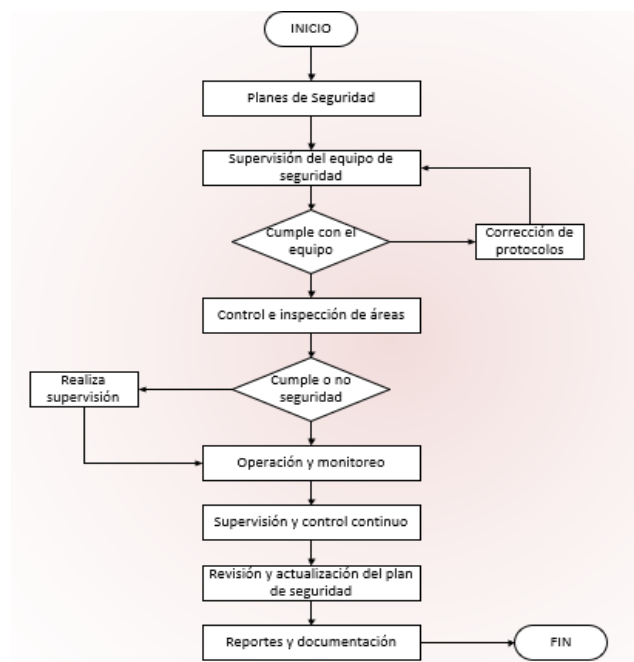 INICIO
Planes de Seguridad
Supervisión del equipo de
seguridad
Cumple con el
equipo
Corrección de
protocolos
Control e inspección de áreas
Cumple o no
seguridad
Realiza
supervisión
Operación y monitoreo
Supervisión y control continuo
Revisión y actualización del plan
de seguridad
Reportes y documentación
FIN